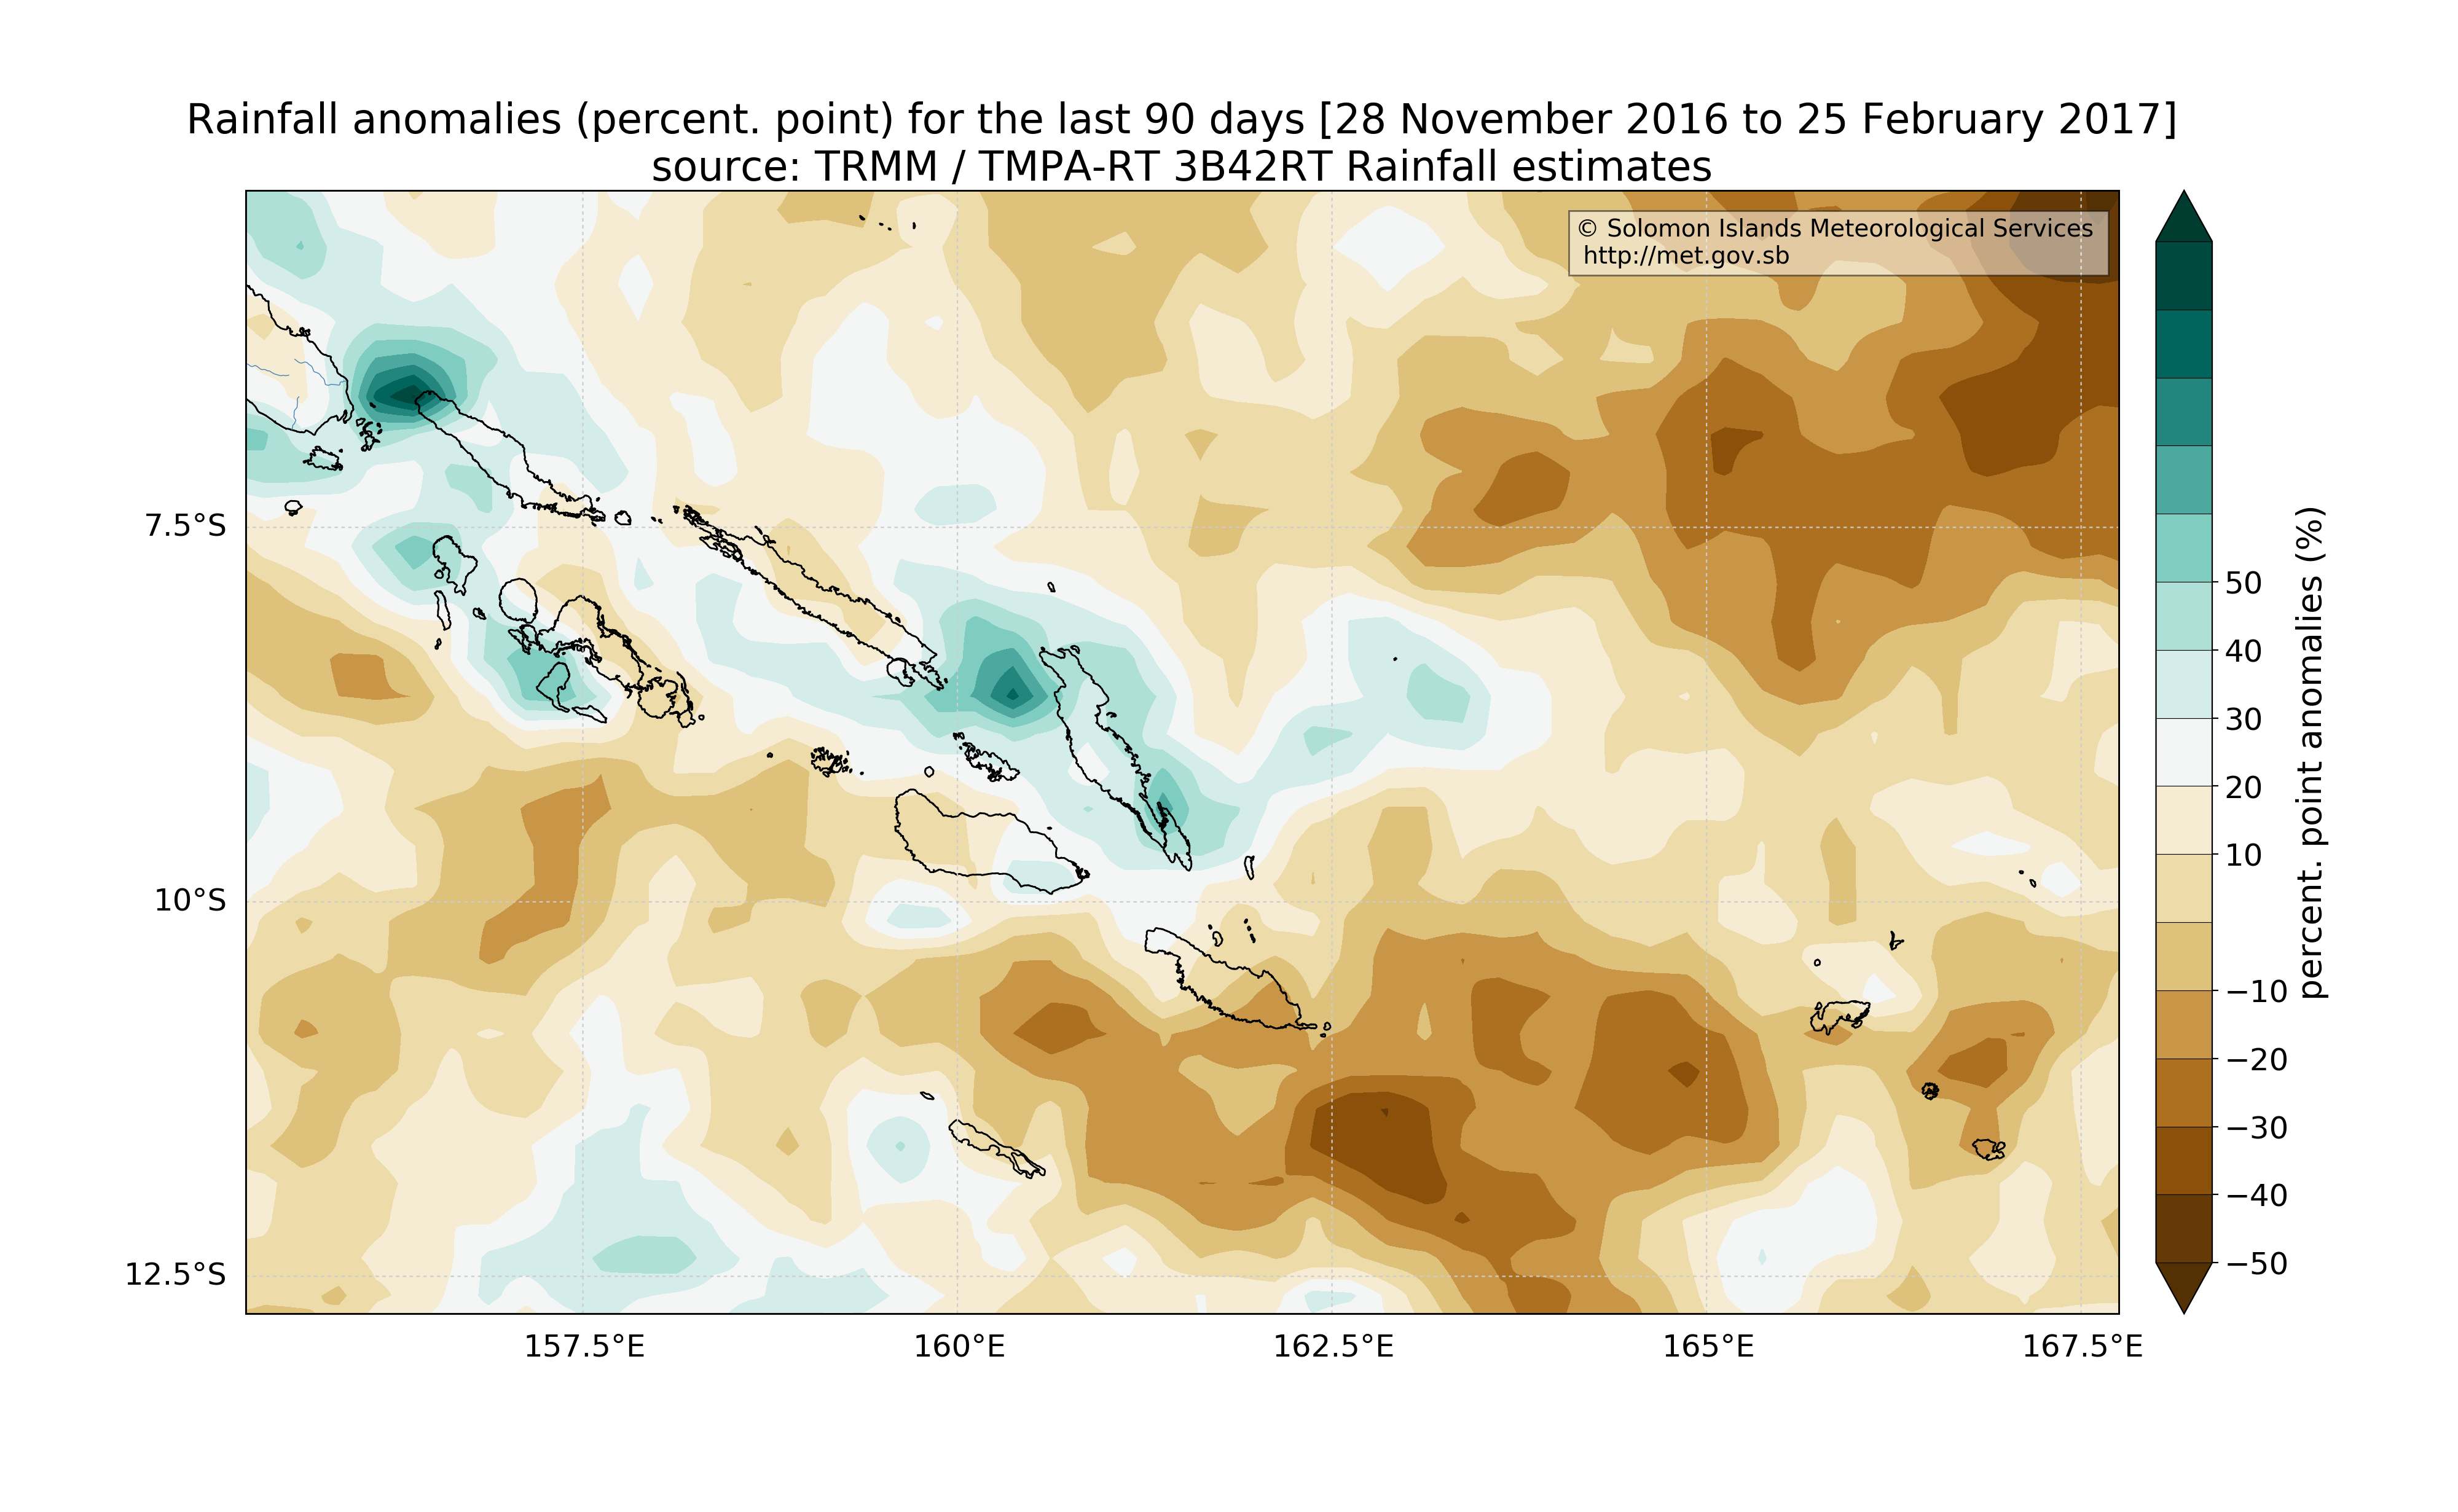 Rainfall anomalies (percent. point) for the last 90 days [28 November 2016 to 25 February 2017]
source: TRMM / TMPA-RT 3B42RT Rainfall estimates
© Solomon Islands Meteorological Services
http://met.gov.sb
7.5°S
10°S
12.5°S
157.5°E
160°E
162.5°E
165°E
167.5°E
50
40
30
20
10
−10
−20
−30
−40
−50
percent. point anomalies (%)